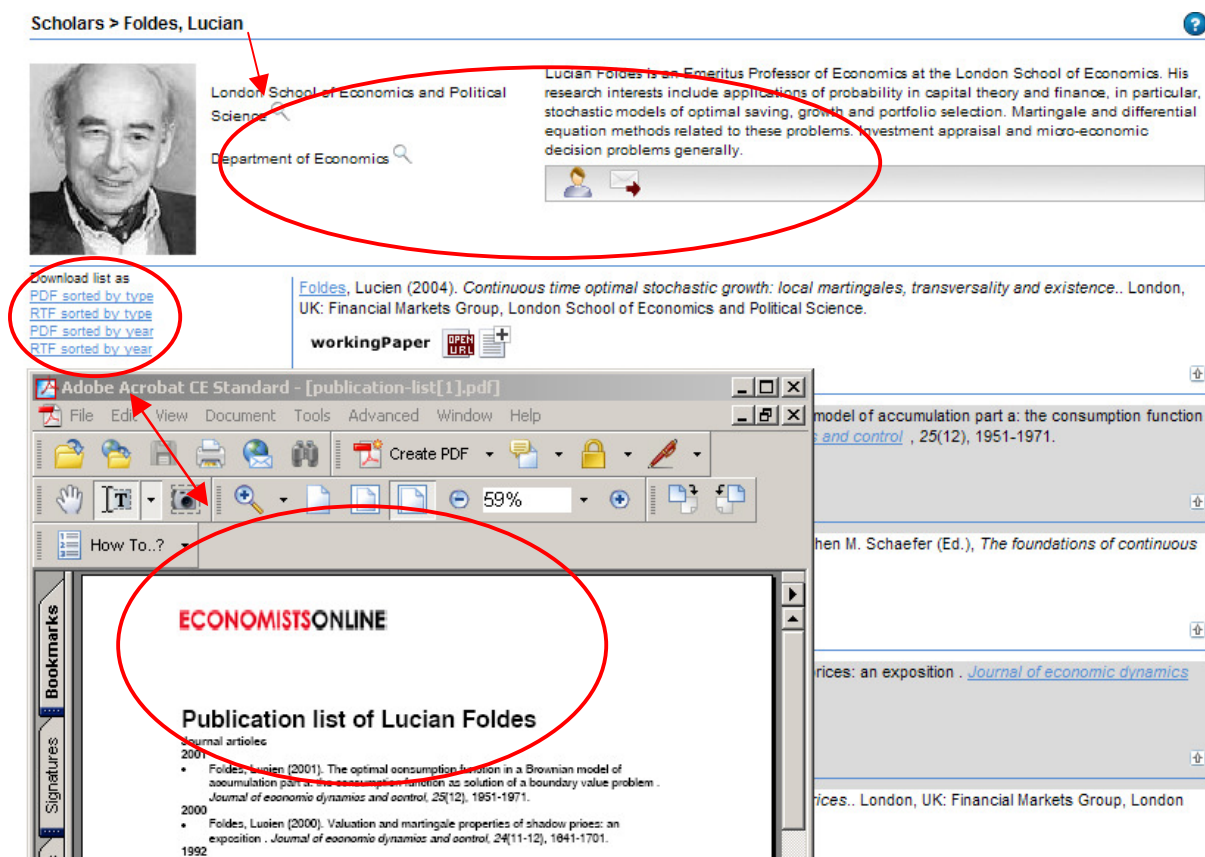 Scholars > Foldes, Lucian
?
London School of Economics and Political
Science
Department of Economics
Lucian Foldes is an Emeritus Professor of Economics at the London School of Economics. His
research interests include applications of probability in capital theory and finance, in particular,
stochastic models of optimal saving, growth and portfolio selection. Martingale and differential
equation methods related to these problems. Investment appraisal and micro-economic
decision problems generally.
Download list as
PDF sorted by type
RTF sorted by type
PDF sorted by year
RTF sorted by year
Foldes, Lucien (2004). Continuous time optimal stochastic growth: local martingales, transversality and existence.. London,
UK: Financial Markets Group, London School of Economics and Political Science.
workingPaper OPEN URL
Adobe Acrobat CE Standard - [publication-list[1].pdf]
File Edit View Document Tools Advanced Window Help
Create PDF
59%
How To..?
Bookmarks
Signatures
ECONOMISTSONLINE
Publication list of Lucian Foldes
Journal articles
2001
• Foldes, Lucien (2001). The optimal consumption function in a Brownian model of
accumulation part a: the consumption function as solution of a boundary value problem .
Journal of economic dynamics and control, 25(12), 1951-1971.
2000
• Foldes, Lucien (2000). Valuation and martingale properties of shadow prices: an
exposition . Journal of economic dynamics and control, 24(11-12), 1641-1701.
1992
model of accumulation part a: the consumption function
s and control , 25(12), 1951-1971.
hen M. Schaefer (Ed.), The foundations of continuous
rices: an exposition . Journal of economic dynamics
rices.. London, UK: Financial Markets Group, London